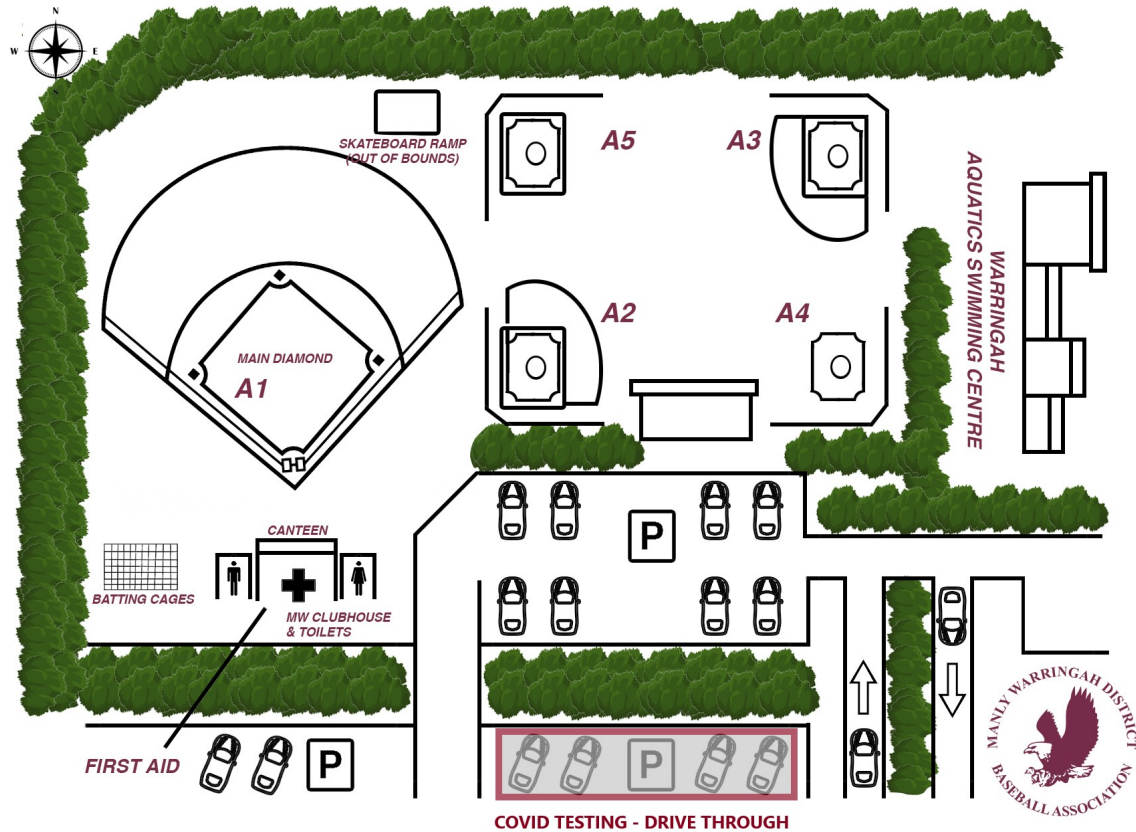 N
W
E
SKATEBOARD RAMP
(OUT OF BOUNDS)
A5
A3
WARRINGAH
AQUATICS SWIMMING CENTRE
A2
A4
MAIN DIAMOND
A1
CANTEEN
P
BATTING CAGES
MW CLUBHOUSE
& TOILETS
FIRST AID
P
P
MANLY WARRINGAH DISTRICT
BASEBALL ASSOCIATION
COVID TESTING - DRIVE THROUGH